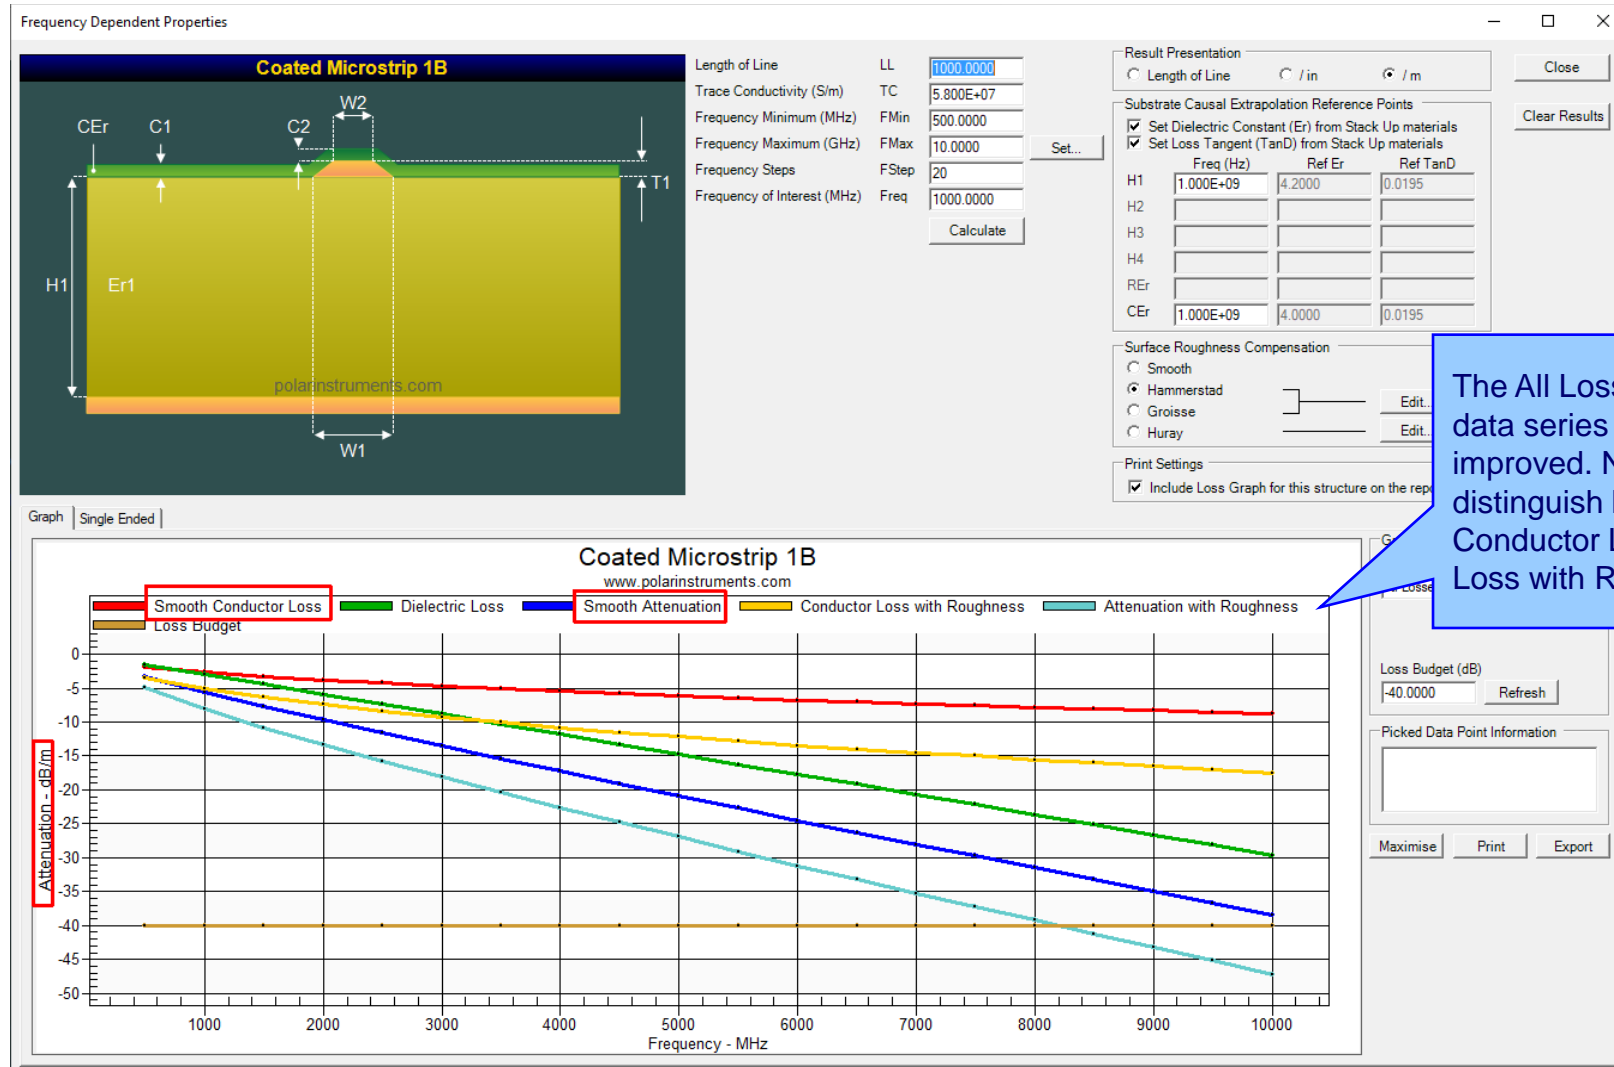 Frequency Dependent Properties
Coated Microstrip 1B
W2
CEr C1 C2
T1
H1 Er1
polarinstruments.com
W1
Length of Line LL 1000.0000
Trace Conductivity (S/m) TC 5.800E+07
Frequency Minimum (MHz) FMin 500.0000
Frequency Maximum (GHz) FMax 10.0000 Set...
Frequency Steps FStep 20
Frequency of Interest (MHz) Freq 1000.0000
Calculate
Result Presentation
Length of Line / in / m
Close
Clear Results
Substrate Causal Extrapolation Reference Points
Set Dielectric Constant (Er) from Stack Up materials
Set Loss Tangent (TanD) from Stack Up materials
Freq (Hz) Ref Er Ref TanD
H1 1.000E+09 4.2000 0.0195
H2
H3
H4
REr
CEr 1.000E+09 4.0000 0.0195
Surface Roughness Compensation
Smooth
Hammerstad Edit..
Groisse
Huray Edit..
Print Settings
Include Loss Graph for this structure on the
The All
data series
improved.
distinguish
Conductor
Loss with
Graph Single Ended
Coated Microstrip 1B
www.polarinstruments.com
Smooth Conductor Loss Dielectric Loss Smooth Attenuation Conductor Loss with Roughness Attenuation with Roughness
Loss Budget
Attenuation - dB/m
0
-5
-10
-15
-20
-25
-30
-35
-40
-45
-50
1000 2000 3000 4000 5000 6000 7000 8000 9000 10000
Frequency - MHz
Loss Budget (dB)
-40.0000 Refresh
Picked Data Point Information
Maximise Print Export